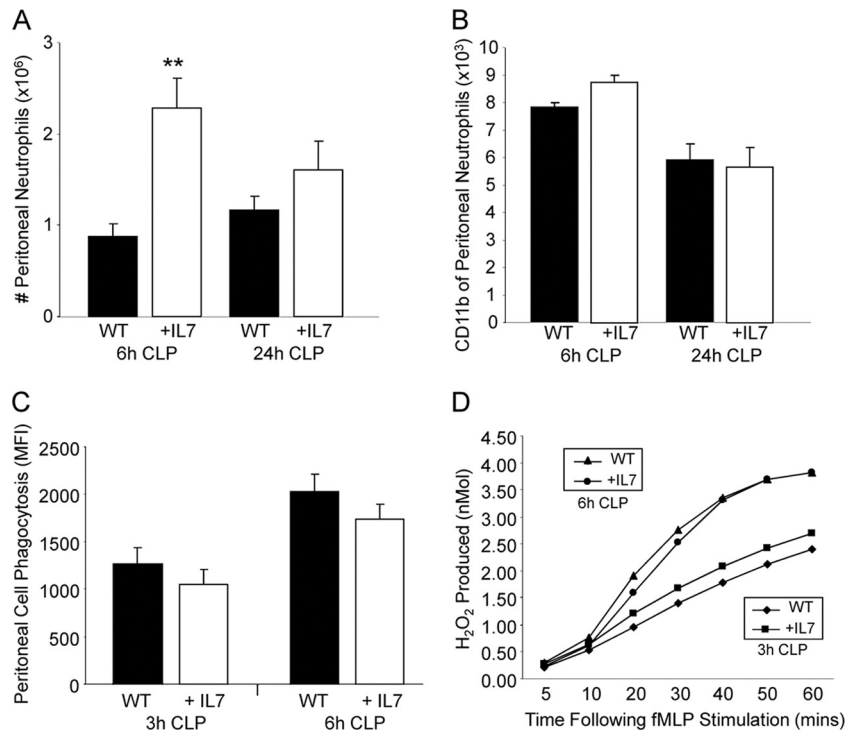 A
# Peritoneal Neutrophils (x10⁶)
3
2
1
0
**
WT +IL7 WT +IL7
6h CLP 24h CLP
B
CD11b of Peritoneal Neutrophils (x10³)
10
9
8
7
6
5
4
3
2
1
0
WT +IL7 WT +IL7
6h CLP 24h CLP
C
Peritoneal Cell Phagocytosis (MFI)
2500
2000
1500
1000
500
0
WT + IL7 WT + IL7
3h CLP 6h CLP
D
H₂O₂ Produced (nMol)
4.50
4.00
3.50
3.00
2.50
2.00
1.50
1.00
0.50
0.00
WT
+IL7
6h CLP
WT
+IL7
3h CLP
5 10 20 30 40 50 60
Time Following fMLP Stimulation (mins)